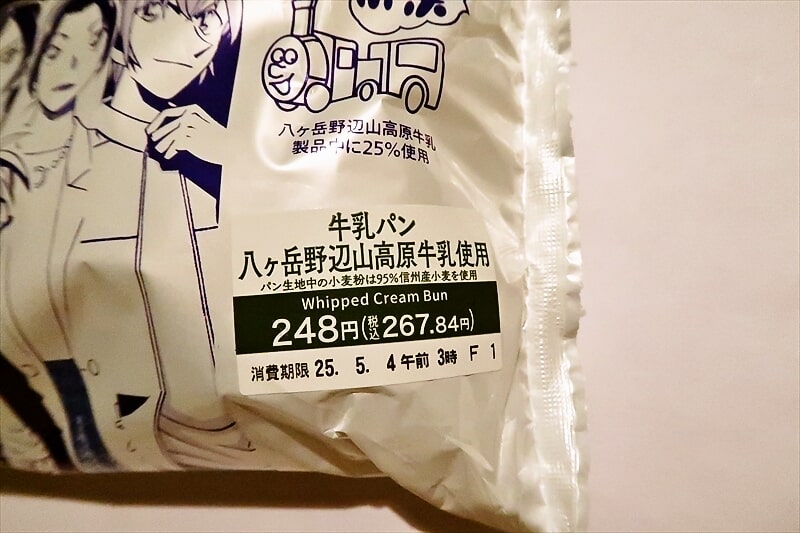 八ヶ岳野辺山高原牛乳
製品中に25%使用
牛乳パン
八ヶ岳野辺山高原牛乳使用
パン生地中の小麦粉は95%信州産小麦を使用
Whipped Cream Bun
248円(税込267.84円)
消費期限 25. 5. 4午前 3時 F 1